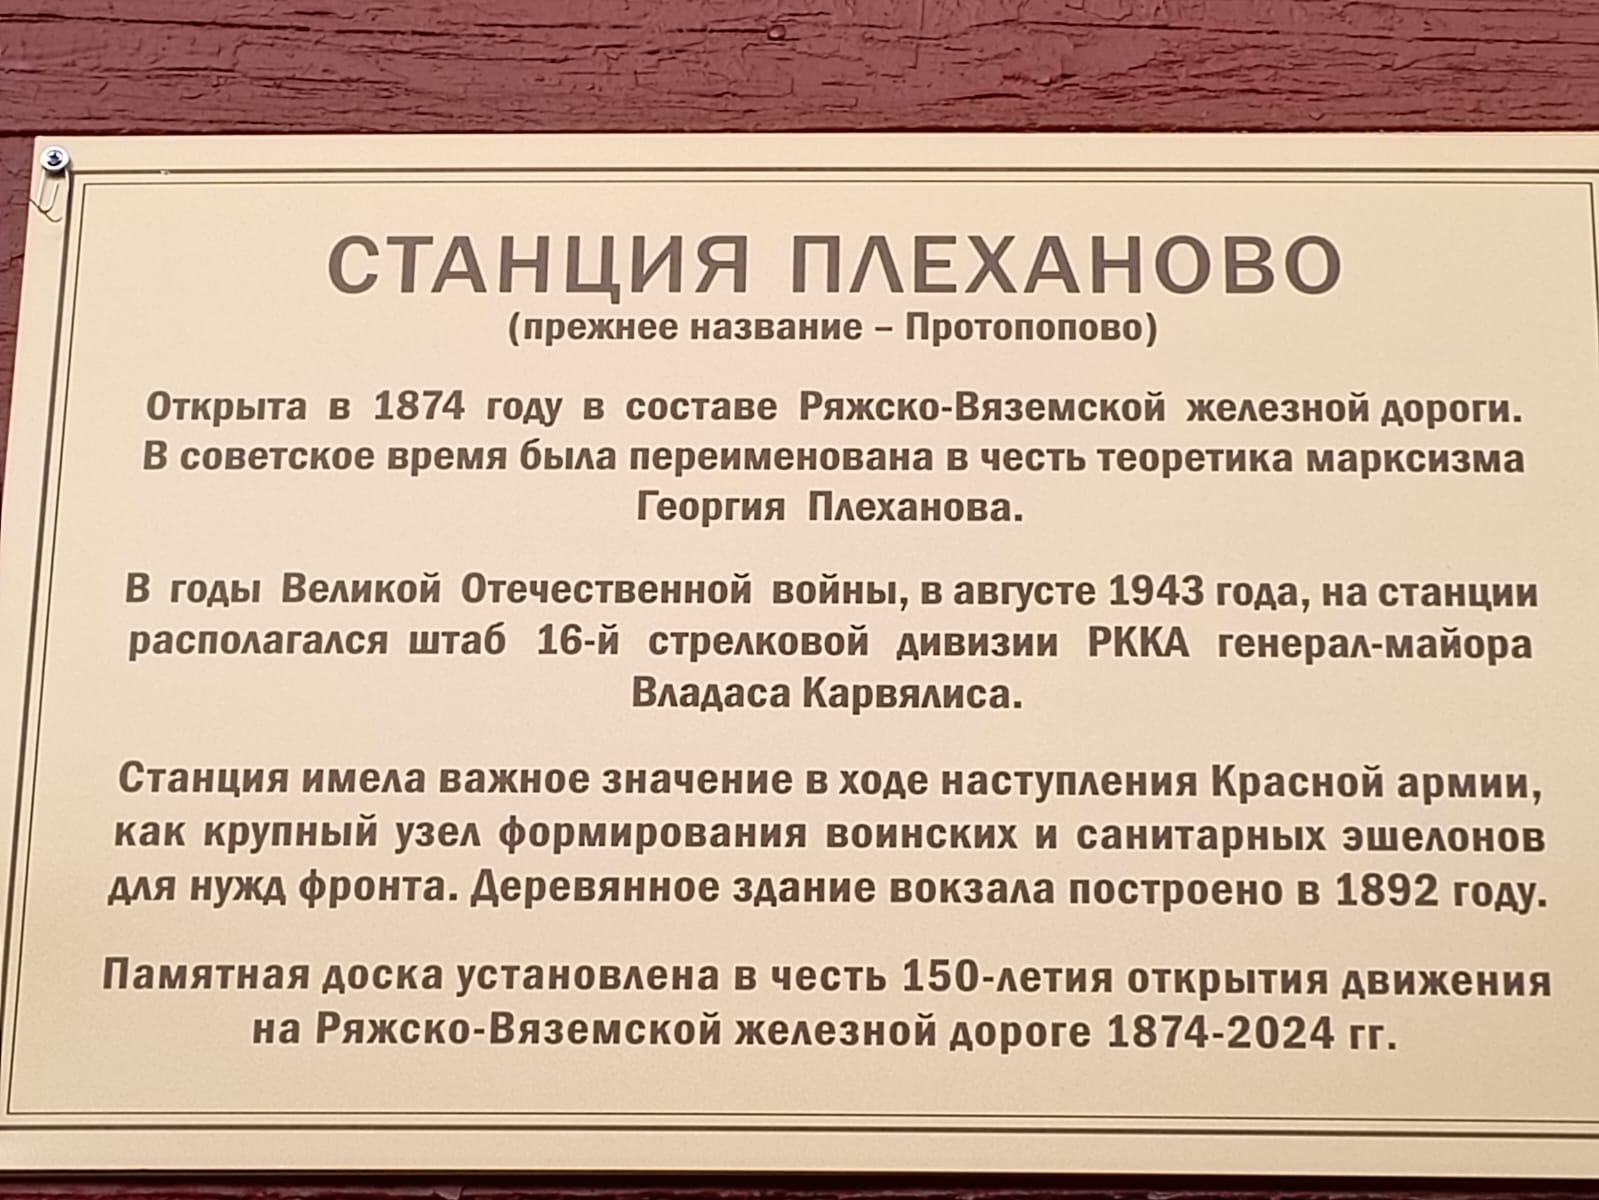 СТАНЦИЯ ПЛЕХАНОВО
(прежнее название – Протопопово)
Открыта в 1874 году в составе Ряжско-Вяземской железной дороги.
В советское время была переименована в честь теоретика марксизма
Георгия Плеханова.
В годы Великой Отечественной войны, в августе 1943 года, на станции
располагался штаб 16-й стрелковой дивизии РККА генерал-майора
Владаса Карвялиса.
Станция имела важное значение в ходе наступления Красной армии,
как крупный узел формирования воинских и санитарных эшелонов
для нужд фронта. Деревянное здание вокзала построено в 1892 году.
Памятная доска установлена в честь 150-летия открытия движения
на Ряжско-Вяземской железной дороге 1874-2024 гг.